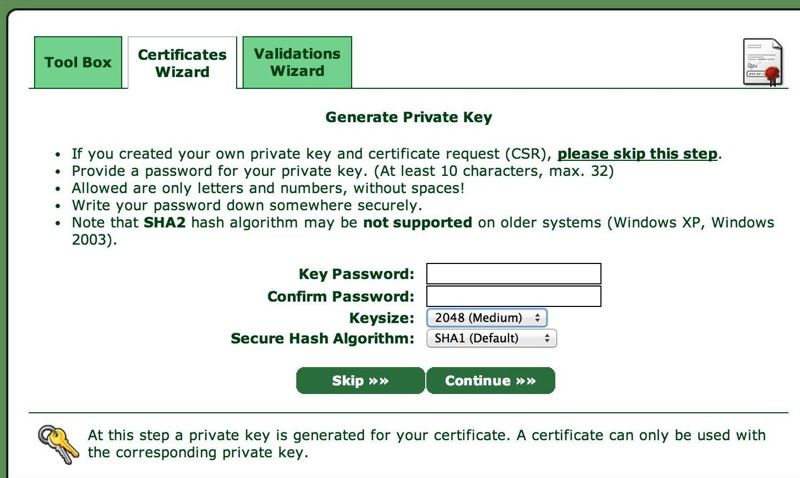 Tool Box
Certificates
Wizard
Validations
Wizard
Generate Private Key
• If you created your own private key and certificate request (CSR), please skip this step.
• Provide a password for your private key. (At least 10 characters, max. 32)
• Allowed are only letters and numbers, without spaces!
• Write your password down somewhere securely.
• Note that SHA2 hash algorithm may be not supported on older systems (Windows XP, Windows
2003).
Key Password:
Confirm Password:
Keysize: 2048 (Medium)
Secure Hash Algorithm: SHA1 (Default)
Skip »» Continue »»
At this step a private key is generated for your certificate. A certificate can only be used with
the corresponding private key.